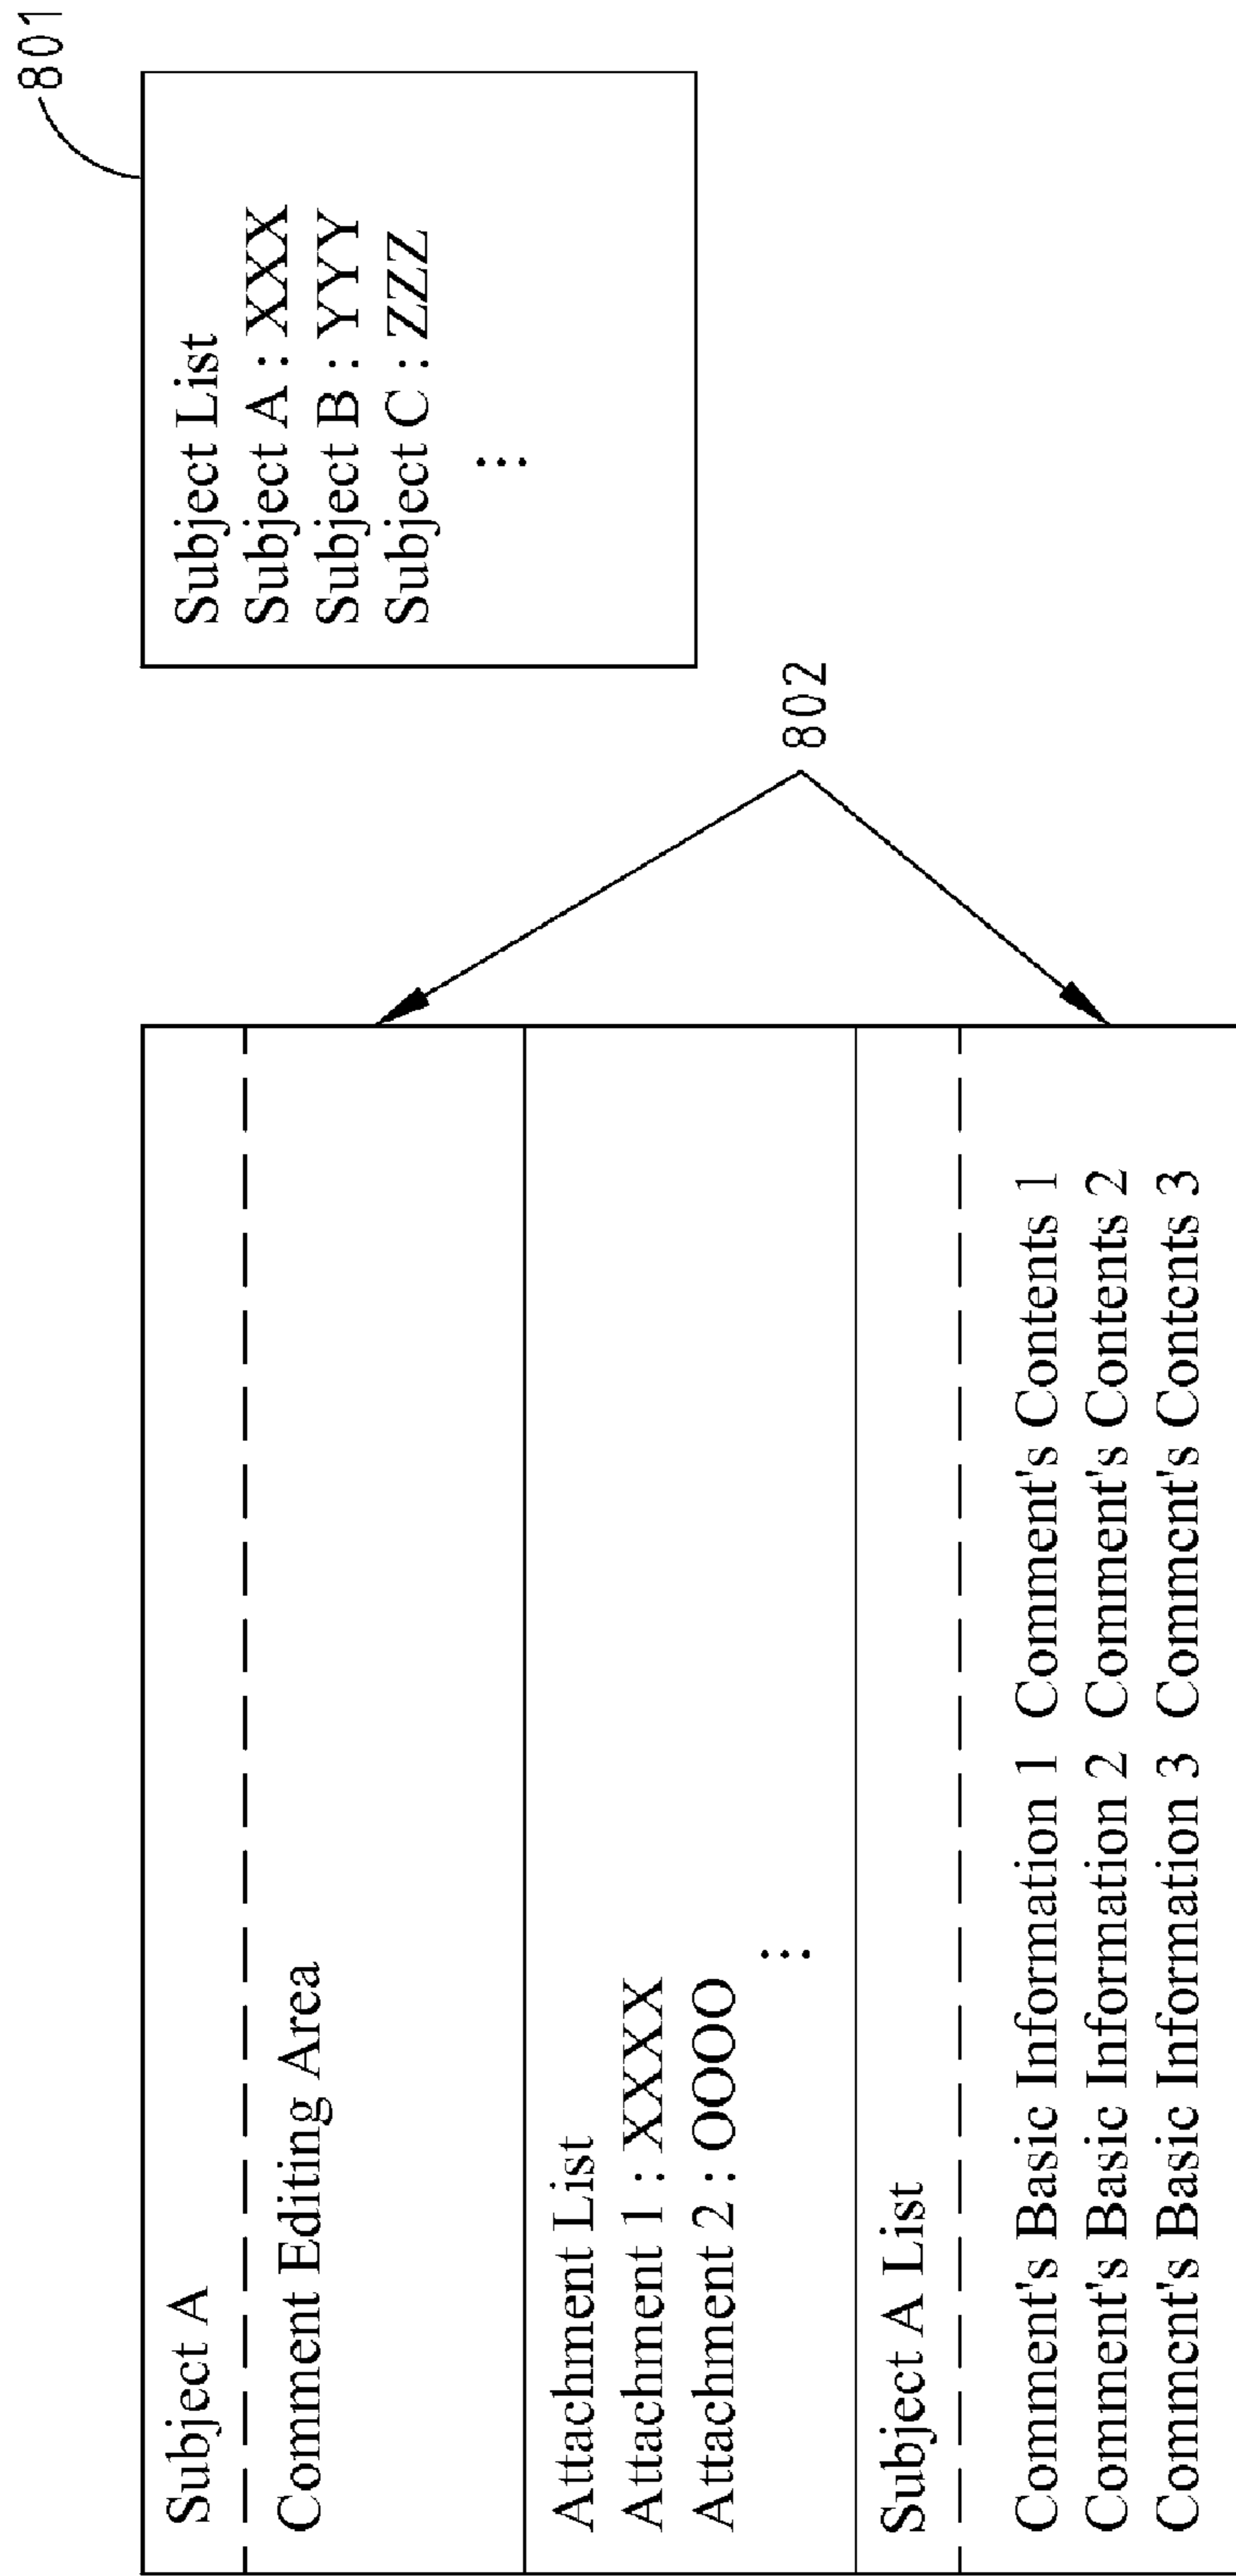 Subject A
Comment Editing Area
Attachment List
Attachment 1 : XXXX
Attachment 2 : OOOO
⋮
Subject A List
Comment's Basic Information 1 Comment's Contents 1
Comment's Basic Information 2 Comment's Contents 2
Comment's Basic Information 3 Comment's Contents 3
802
801
Subject List
Subject A : XXX
Subject B : YYY
Subject C : ZZZ
⋮